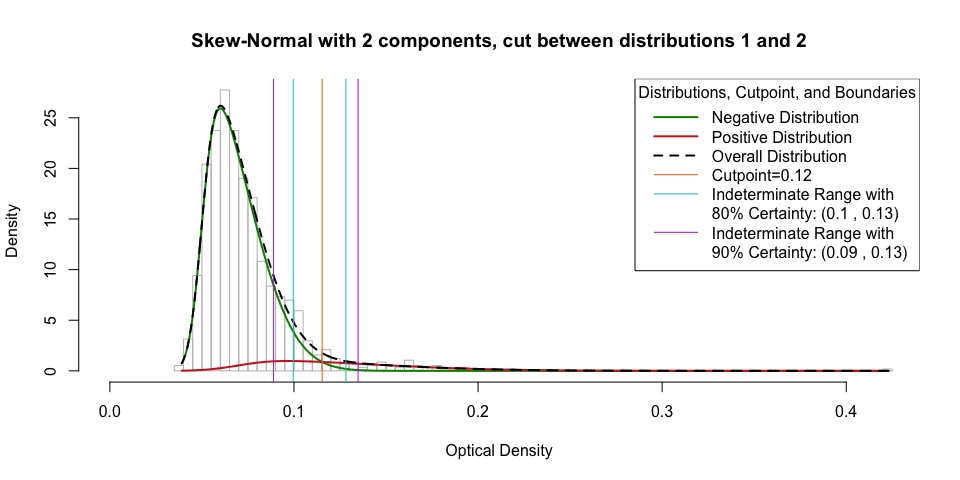 Skew-Normal with 2 components, cut between distributions 1 and 2
Distributions, Cutpoint, and Boundaries
Negative Distribution
Positive Distribution
Overall Distribution
Cutpoint=0.12
Indeterminate Range with
80% Certainty: (0.1 , 0.13)
Indeterminate Range with
90% Certainty: (0.09 , 0.13)
Density
25
20
15
10
5
0
0.0 0.1 0.2 0.3 0.4
Optical Density